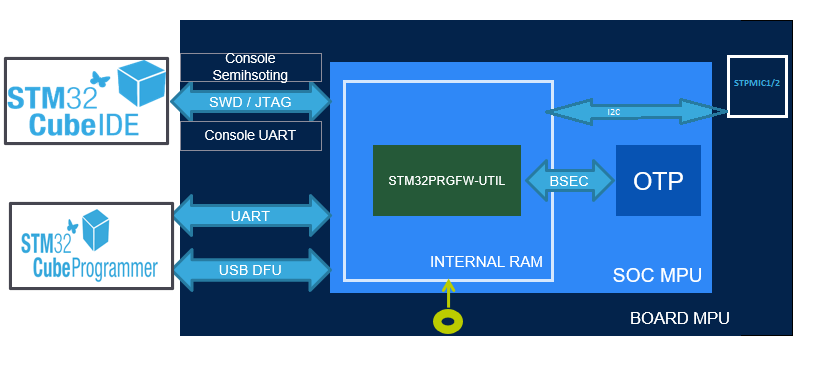 Console
Semihsoting
STM32
CubeIDE
SWD / JTAG
Console UART
STPMIC1/2
I2C
STM32PRGFW-UTIL
BSEC
OTP
UART
STM32
CubeProgrammer
USB DFU
INTERNAL RAM
SOC MPU
BOARD MPU